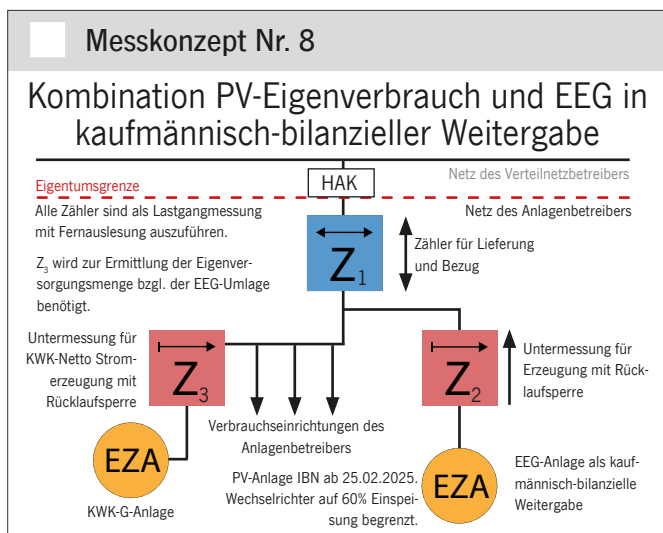 Messkonzept Nr. 8
Kombination PV-Eigenverbrauch und EEG in
kaufmännisch-bilanzieller Weitergabe
HAK
Netz des Verteilnetzbetreibers
Eigentumsgrenze
Netz des Anlagenbetreibers
Alle Zähler sind als Lastgangmessung
mit Fernauslesung auszuführen.
Z3 wird zur Ermittlung der Eigenver-
sorgungsmenge bzgl. der EEG-Umlage
benötigt.
Z1
Zähler für Lieferung
und Bezug
Untermessung für
KWK-Netto Strom-
erzeugung mit
Rücklaufsperre
Z3
Z2
Untermessung für
Erzeugung mit Rück-
laufsperre
Verbrauchseinrichtungen des
Anlagenbetreibers
EZA
KWK-G-Anlage
PV-Anlage IBN ab 25.02.2025.
Wechselrichter auf 60% Einspei-
sung begrenzt.
EZA
EEG-Anlage als kauf-
männisch-bilanzielle
Weitergabe